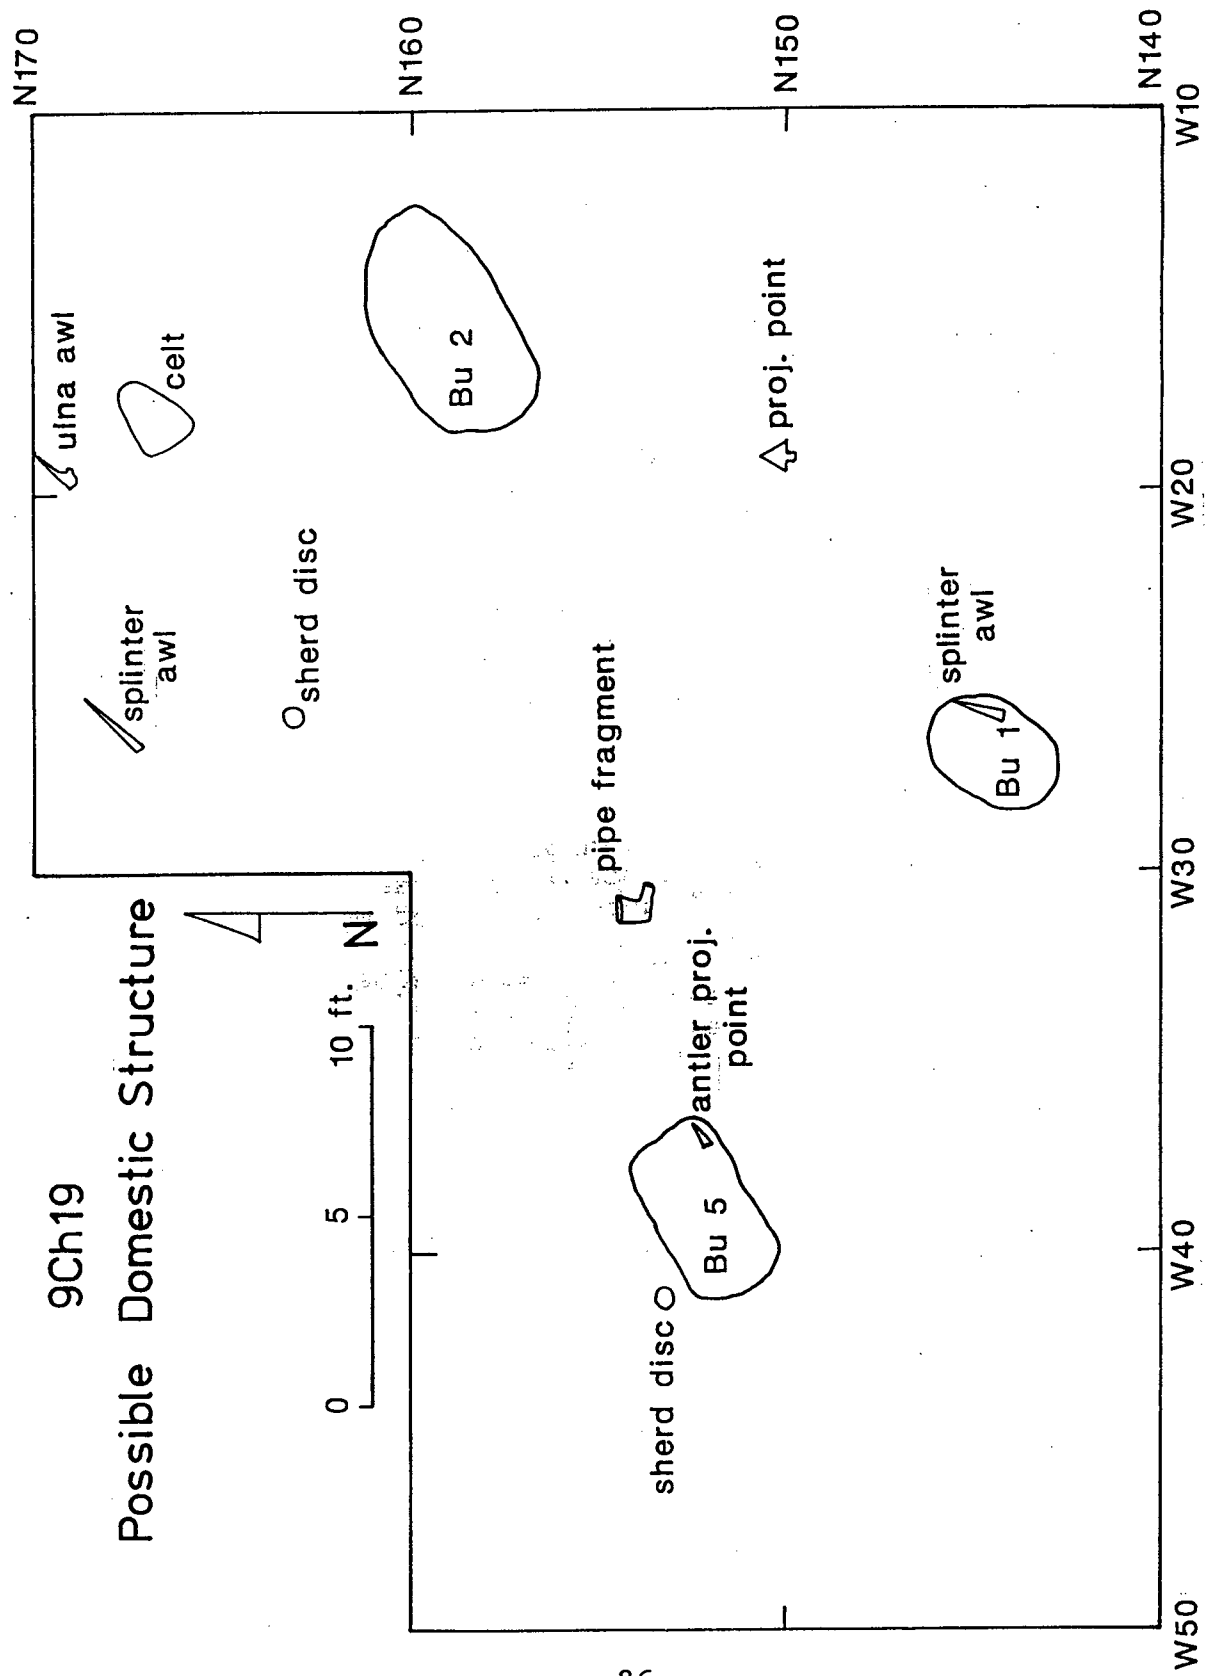 9Ch19
Possible Domestic Structure
0 5 10 ft.
N
N170
N160
N150
N140
ulna awl
celt
splinter
awl
sherd disc
Bu 2
pipe fragment
proj. point
antler proj.
point
Bu 5
sherd disc
splinter
awl
Bu 1
W50
W40
W30
W20
W10